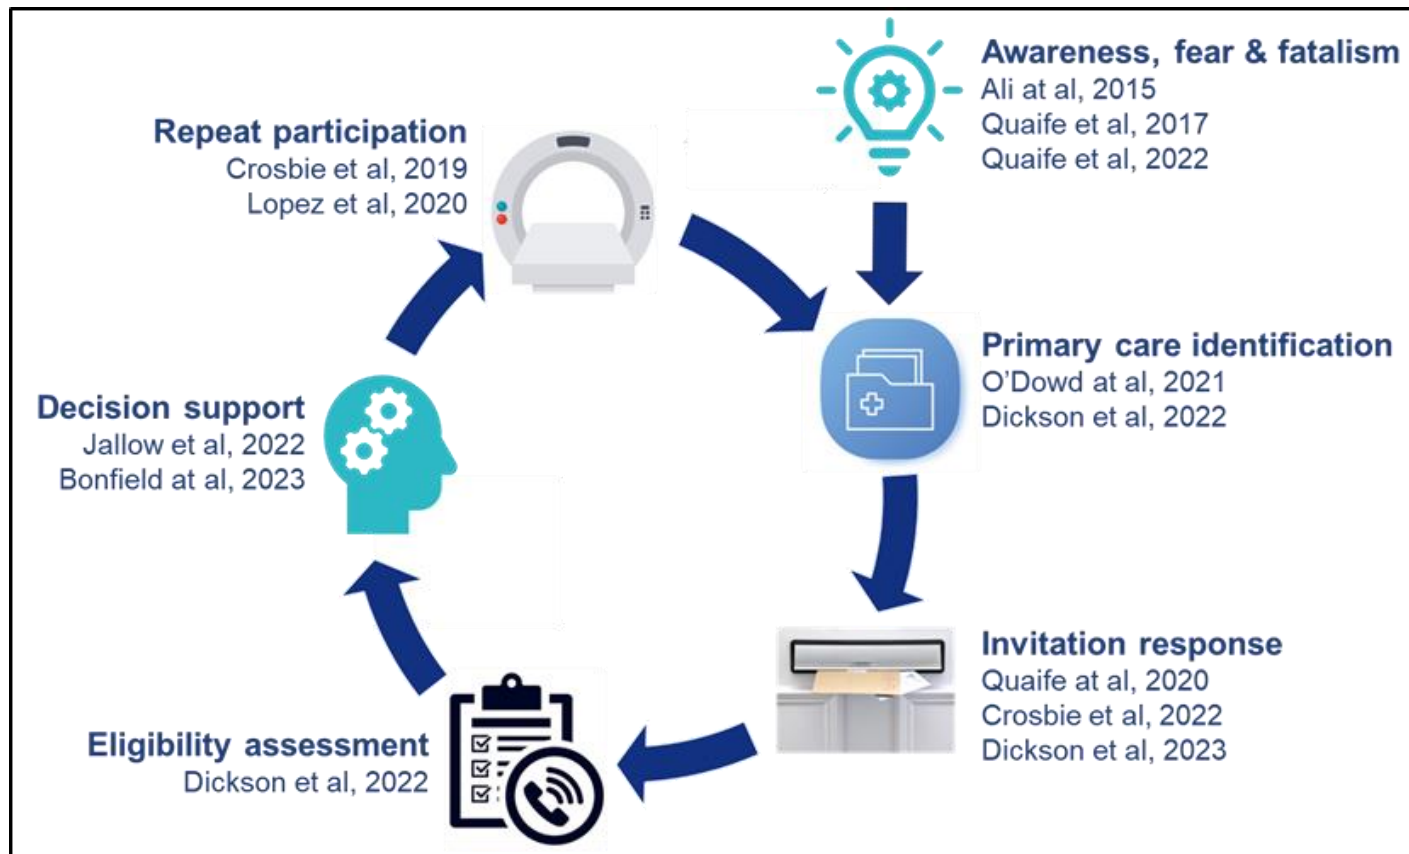 Awareness, fear & fatalism
Ali at al, 2015
Quaife et al, 2017
Quaife et al, 2022
Primary care identification
O’Dowd at al, 2021
Dickson et al, 2022
Invitation response
Quaife at al, 2020
Crosbie et al, 2022
Dickson et al, 2023
Eligibility assessment
Dickson et al, 2022
Decision support
Jallow et al, 2022
Bonfield at al, 2023
Repeat participation
Crosbie et al, 2019
Lopez et al, 2020